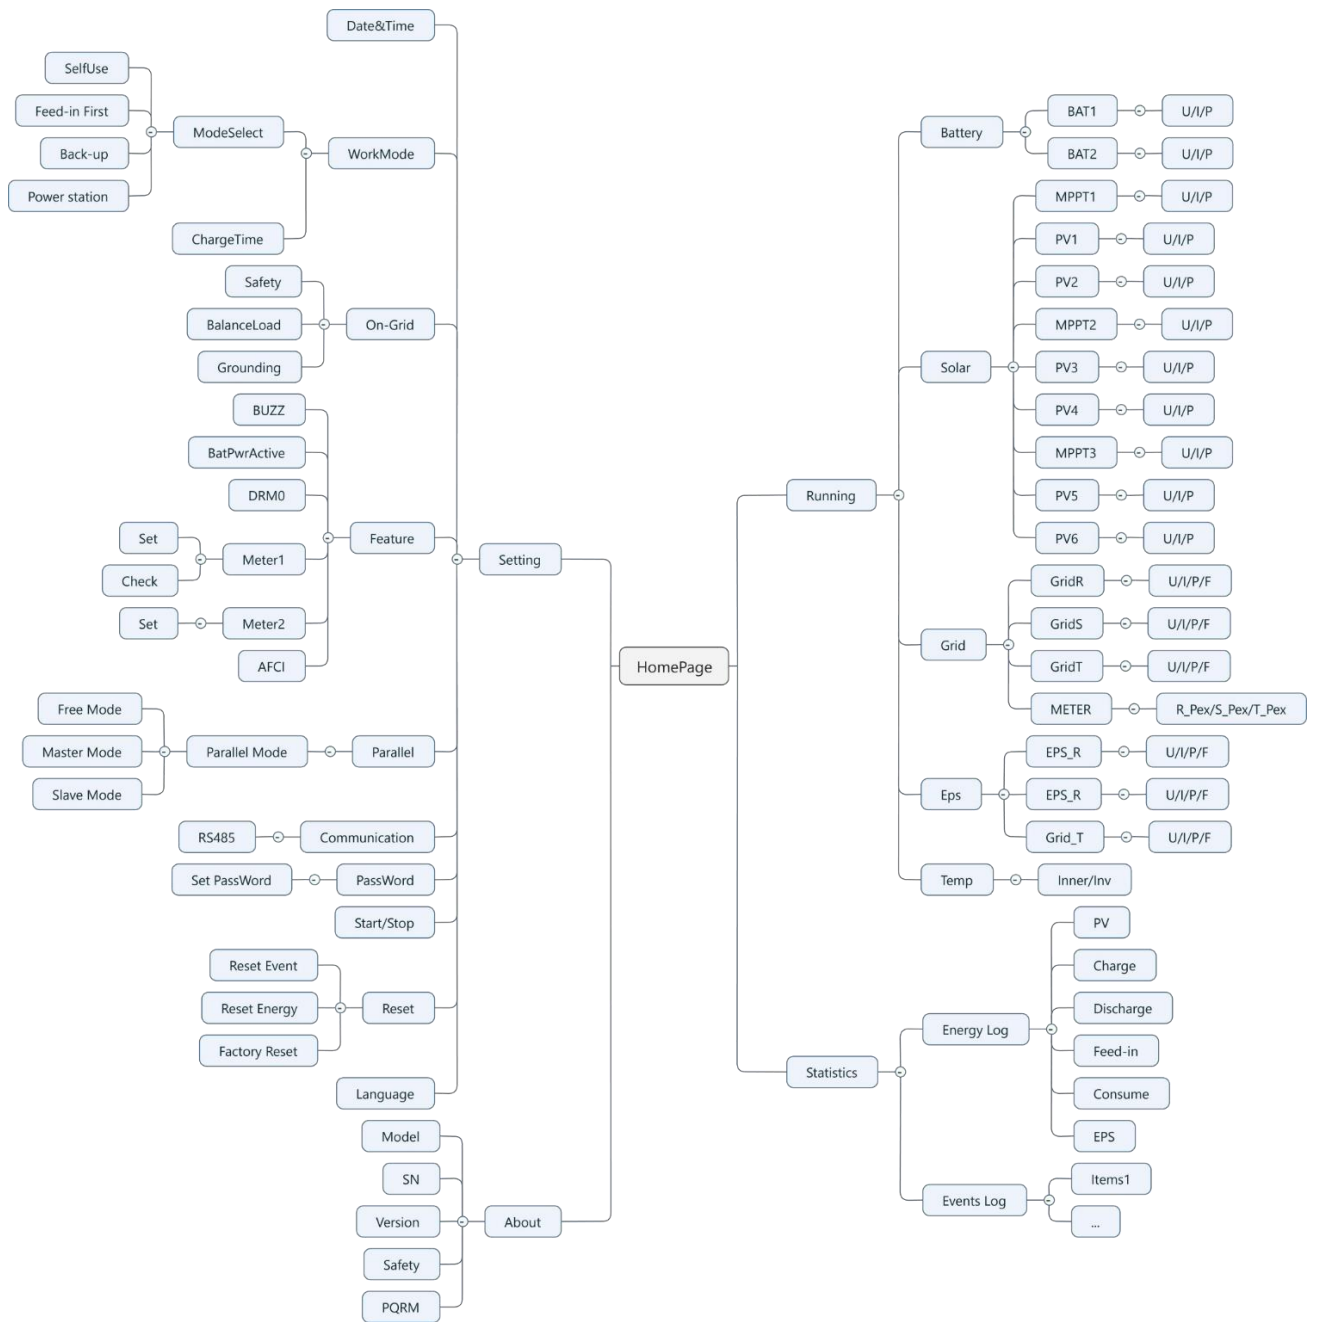 HomePage
Setting
Date&Time
WorkMode
ModeSelect
SelfUse
Feed-in First
Back-up
Power station
ChargeTime
On-Grid
Safety
BalanceLoad
Grounding
Feature
BUZZ
BatPwrActive
DRM0
Meter1
Set
Check
Meter2
Set
AFCI
Parallel
Parallel Mode
Free Mode
Master Mode
Slave Mode
Communication
RS485
PassWord
Set PassWord
Start/Stop
Reset
Reset Event
Reset Energy
Factory Reset
Language
About
Model
SN
Version
Safety
PQRM
Running
Battery
BAT1
U/I/P
BAT2
U/I/P
Solar
MPPT1
U/I/P
PV1
U/I/P
PV2
U/I/P
MPPT2
U/I/P
PV3
U/I/P
PV4
U/I/P
MPPT3
U/I/P
PV5
U/I/P
PV6
U/I/P
Grid
GridR
U/I/P/F
GridS
U/I/P/F
GridT
U/I/P/F
METER
R_Pex/S_Pex/T_Pex
Eps
EPS_R
U/I/P/F
EPS_R
U/I/P/F
Grid_T
U/I/P/F
Temp
Inner/Inv
Statistics
Energy Log
PV
Charge
Discharge
Feed-in
Consume
EPS
Events Log
Items1
...